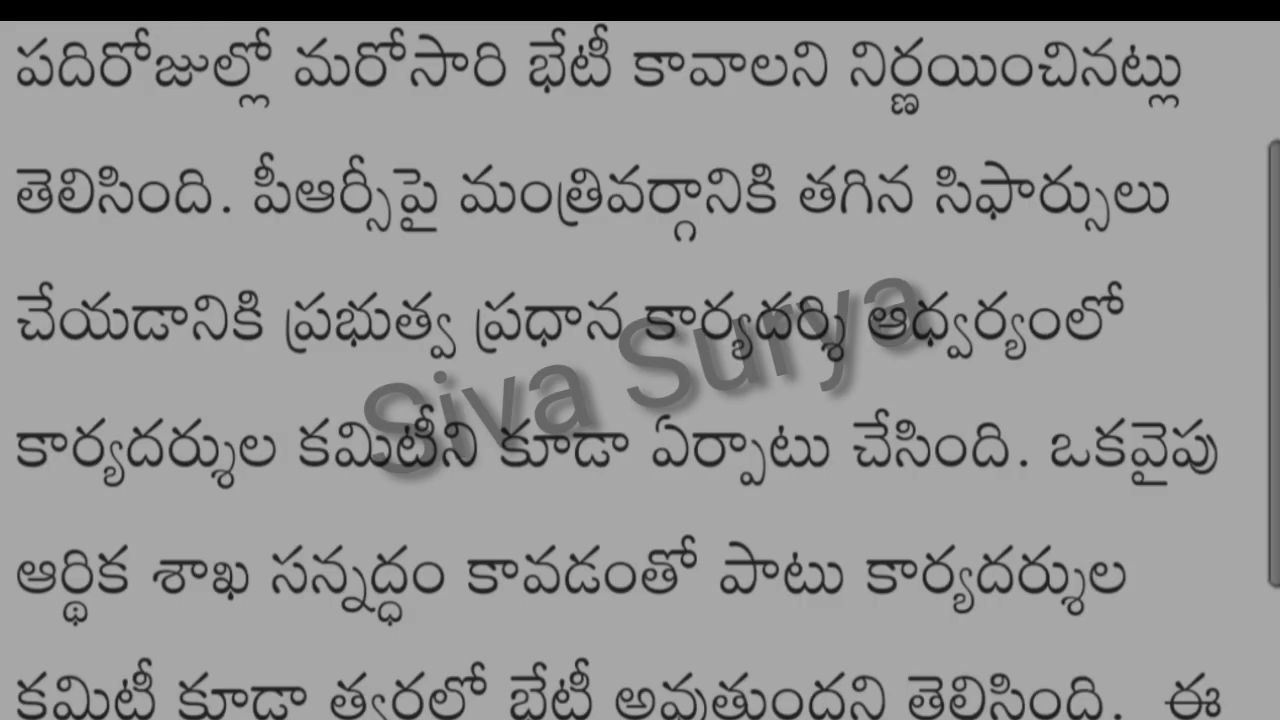 పదిరోజుల్లో మరోసారి భేటీ కావాలని నిర్ణయించినట్లు
తెలిసింది. పీఆర్సీపై మంత్రివర్గానికి తగిన సిఫార్సులు
చేయడానికి ప్రభుత్వ ప్రధాన కార్యదర్శి ఆధ్వర్యంలో
Siva Surya
కార్యదర్శుల కమిటీని కూడా ఏర్పాటు చేసింది. ఒకవైపు
ఆర్థిక శాఖ సన్నద్ధం కావడంతో పాటు కార్యదర్శుల
కమిటీ కూడా త్వరలో భేటీ అవుతుందని తెలిసింది. ఈ